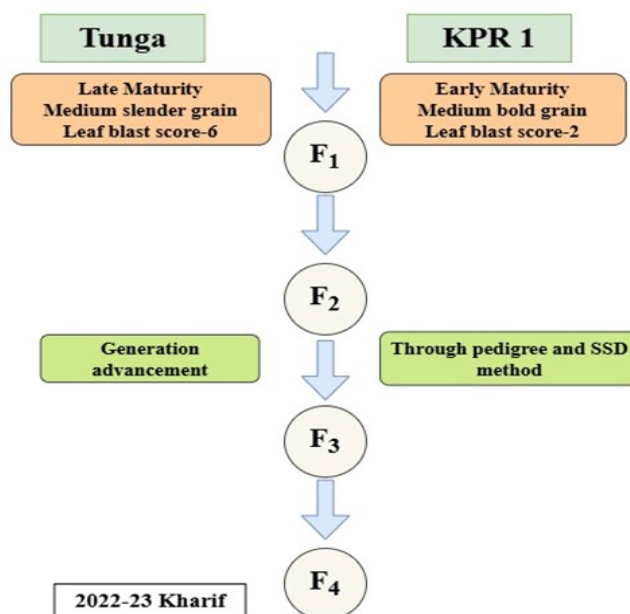 Tunga
KPR 1
Late Maturity
Medium slender grain
Leaf blast score-6
Early Maturity
Medium bold grain
Leaf blast score-2
F1
F2
Generation
advancement
Through pedigree and SSD
method
F3
F4
2022-23 Kharif